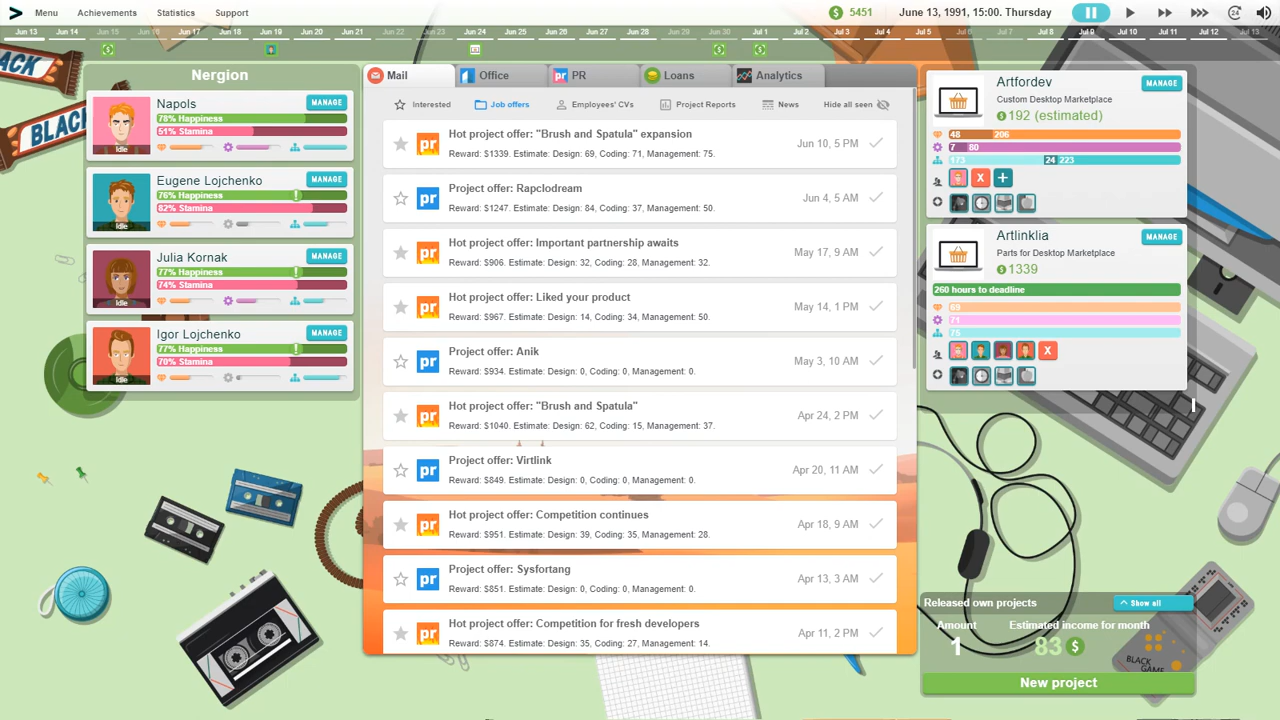 Menu Achievements Statistics Support
5451 June 13, 1991, 15:00. Thursday
Jun 13 Jun 15 Jun 16 Jun 17 Jun 18 Jun 19 Jun 20 Jun 21 Jun 22 Jun 23 Jun 24 Jun 25 Jun 26 Jun 27 Jun 28 Jun 29 Jun 30 Jul 1 Jul 2 Jul 3 Jul 4 Jul 5 Jul 6 Jul 7 Jul 8 Jul 9 Jul 10 Jul 11 Jul 12 Jul 13
Nergion
Napols
MANAGE
78% Happiness
51% Stamina
Idle
Eugene Lojchenko
MANAGE
76% Happiness
82% Stamina
Idle
Julia Kornak
MANAGE
77% Happiness
74% Stamina
Idle
Igor Lojchenko
MANAGE
77% Happiness
70% Stamina
Idle
Mail Office PR Loans Analytics
Interested Job offers Employees' CVs Project Reports News Hide all seen
pr
Hot project offer: "Brush and Spatula" expansion
Reward: $1339. Estimate: Design: 69, Coding: 71, Management: 75.
Jun 10, 5 PM
pr
Project offer: Rapclodream
Reward: $1247. Estimate: Design: 84, Coding: 37, Management: 50.
Jun 4, 5 AM
pr
Hot project offer: Important partnership awaits
Reward: $906. Estimate: Design: 32, Coding: 28, Management: 32.
May 17, 9 AM
pr
Hot project offer: Liked your product
Reward: $967. Estimate: Design: 14, Coding: 34, Management: 50.
May 14, 1 PM
pr
Project offer: Anik
Reward: $934. Estimate: Design: 0, Coding: 0, Management: 0.
May 3, 10 AM
pr
Hot project offer: "Brush and Spatula"
Reward: $1040. Estimate: Design: 62, Coding: 15, Management: 37.
Apr 24, 2 PM
pr
Project offer: Virtlink
Reward: $849. Estimate: Design: 0, Coding: 0, Management: 0.
Apr 20, 11 AM
pr
Hot project offer: Competition continues
Reward: $951. Estimate: Design: 39, Coding: 35, Management: 28.
Apr 18, 9 AM
pr
Project offer: Sysfortang
Reward: $851. Estimate: Design: 0, Coding: 0, Management: 0.
Apr 13, 3 AM
pr
Hot project offer: Competition for fresh developers
Reward: $874. Estimate: Design: 35, Coding: 27, Management: 14.
Apr 11, 2 PM
Artfordev
MANAGE
Custom Desktop Marketplace
192 (estimated)
48 206
7 80
173 24 223
X +
Artlinklia
MANAGE
Parts for Desktop Marketplace
1339
260 hours to deadline
69
71
75
X
Released own projects
Show all
Amount Estimated income for month
1 83
New project
BLACK GAME